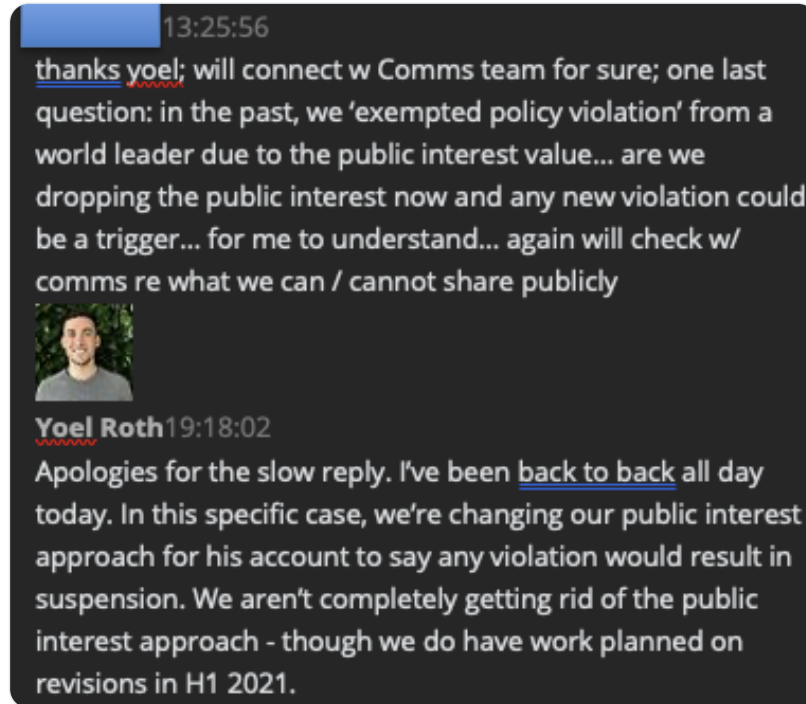 13:25:56
thanks yoel; will connect w Comms team for sure; one last
question: in the past, we ‘exempted policy violation’ from a
world leader due to the public interest value... are we
dropping the public interest now and any new violation could
be a trigger... for me to understand... again will check w/
comms re what we can / cannot share publicly
Yoel Roth19:18:02
Apologies for the slow reply. I’ve been back to back all day
today. In this specific case, we’re changing our public interest
approach for his account to say any violation would result in
suspension. We aren’t completely getting rid of the public
interest approach - though we do have work planned on
revisions in H1 2021.